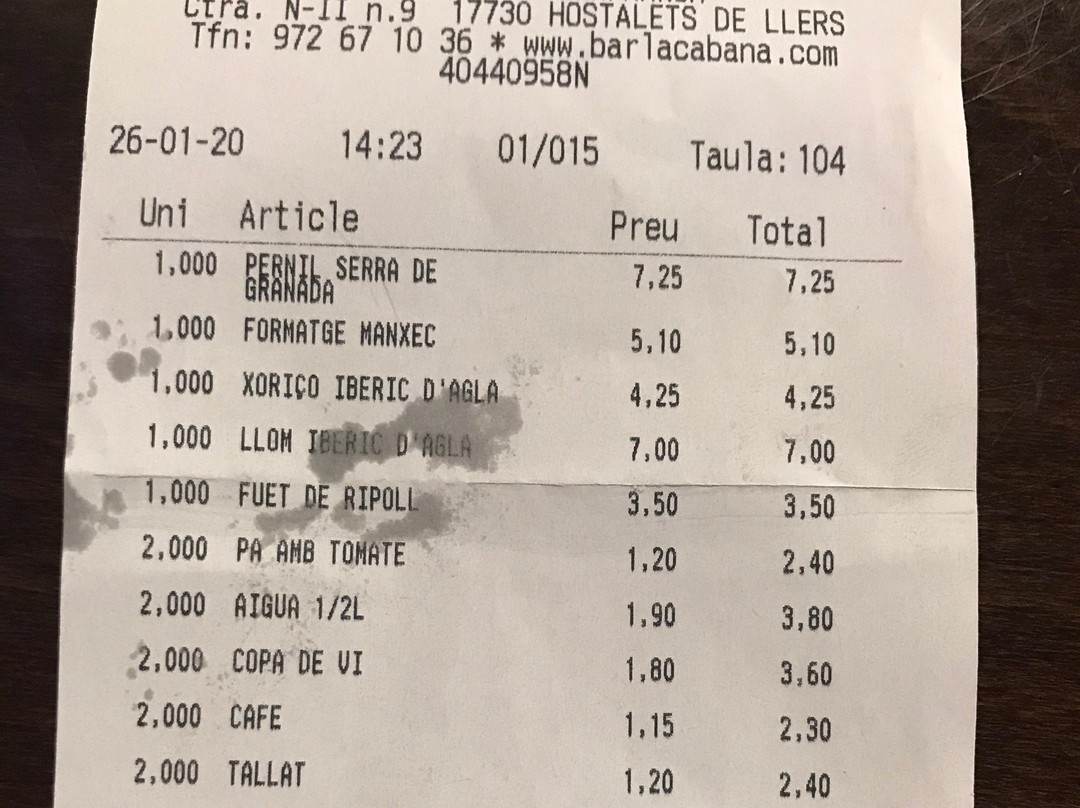 Ctra. N-II n.9 17730 HOSTALETS DE LLERS
Tfn: 972 67 10 36 * www.barlacabana.com
40440958N
26-01-20 14:23 01/015 Taula: 104
Uni Article Preu Total
1,000 PERNIL SERRA DE 7,25 7,25
GRANADA
1,000 FORMATGE MANXEC 5,10 5,10
1,000 XORIÇO IBERIC D'AGLA 4,25 4,25
1,000 LLOM IBERIC D'AGLA 7,00 7,00
1,000 FUET DE RIPOLL 3,50 3,50
2,000 PA AMB TOMATE 1,20 2,40
2,000 AIGUA 1/2L 1,90 3,80
2,000 COPA DE VI 1,80 3,60
2,000 CAFE 1,15 2,30
2,000 TALLAT 1,20 2,40